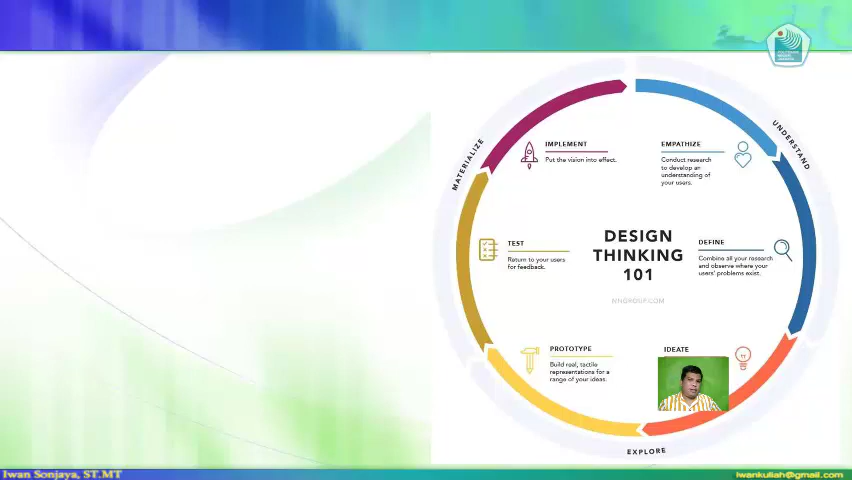 UNDERSTAND
MATERIALIZE
IMPLEMENT
Put the vision into effect.
EMPATHIZE
Conduct research
to develop an
understanding of
your users.
TEST
Return to your users
for feedback.
DESIGN
THINKING
101
NNGROUP.COM
DEFINE
Combine all your research
and observe where your
users' problems exist.
PROTOTYPE
Build real, tactile
representations for a
range of your ideas.
IDEATE
EXPLORE
Iwan Sonjaya, ST.MT
iwankuliah@gmail.com